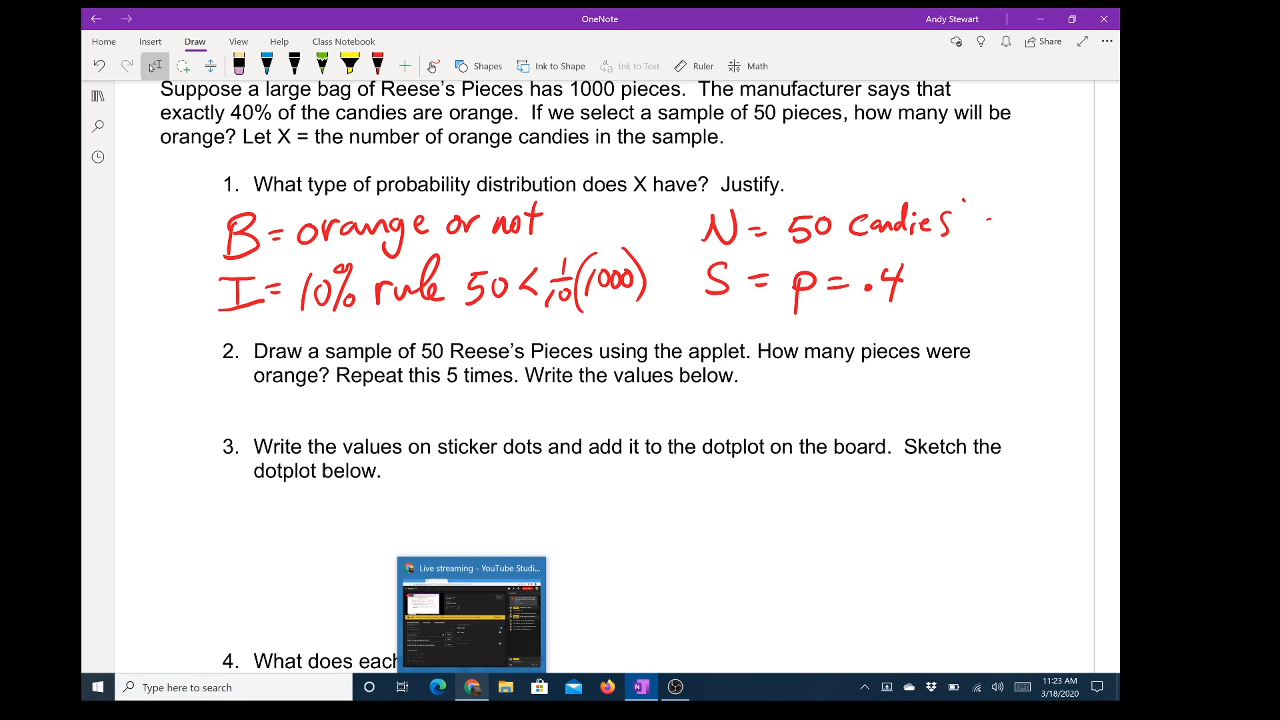 OneNote
Andy Stewart
Home Insert Draw View Help Class Notebook
Share
Shapes Ink to Shape Ink to Text Ruler Math
Suppose a large bag of Reese's Pieces has 1000 pieces. The manufacturer says that
exactly 40% of the candies are orange. If we select a sample of 50 pieces, how many will be
orange? Let X = the number of orange candies in the sample.
1. What type of probability distribution does X have? Justify.
B = orange or not
N = 50 candies
I = 10% rule 50 < 1/10 (1000)
S = p = .4
2. Draw a sample of 50 Reese's Pieces using the applet. How many pieces were
orange? Repeat this 5 times. Write the values below.
3. Write the values on sticker dots and add it to the dotplot on the board. Sketch the
dotplot below.
Live streaming - YouTube Studi...
4. What does each
Type here to search
11:23 AM
3/18/2020